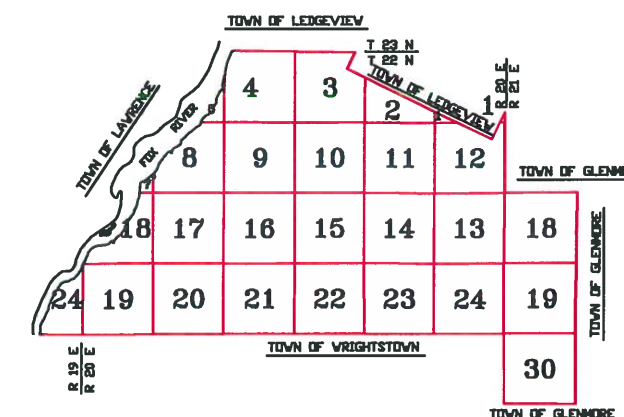 TOWN OF LEDGEVIEW
T 23 N
T 22 N
TOWN OF LEDGEVIEW
R 20 E
R 21 E
TOWN OF LAWRENCE
FOX RIVER
4 3 2 1
8 9 10 11 12
TOWN OF GLENM
18 17 16 15 14 13 18
TOWN OF GLENMORE
24 19 20 21 22 23 24 19
R 19 E
R 20 E
TOWN OF WRIGHTSTOWN
30
TOWN OF GLENMORE